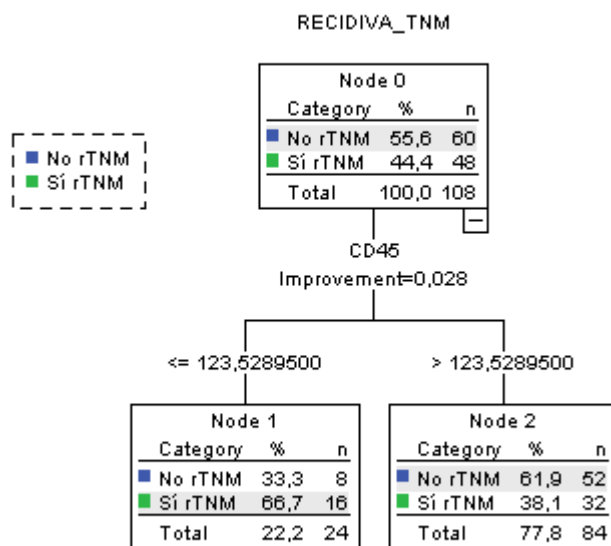 RECIDIVA_TNM
No rTNM
Sí rTNM
Node 0
Category % n
No rTNM 55,6 60
Sí rTNM 44,4 48
Total 100,0 108
CD45
Improvement=0,028
<= 123,5289500
> 123,5289500
Node 1
Category % n
No rTNM 33,3 8
Sí rTNM 66,7 16
Total 22,2 24
Node 2
Category % n
No rTNM 61,9 52
Sí rTNM 38,1 32
Total 77,8 84